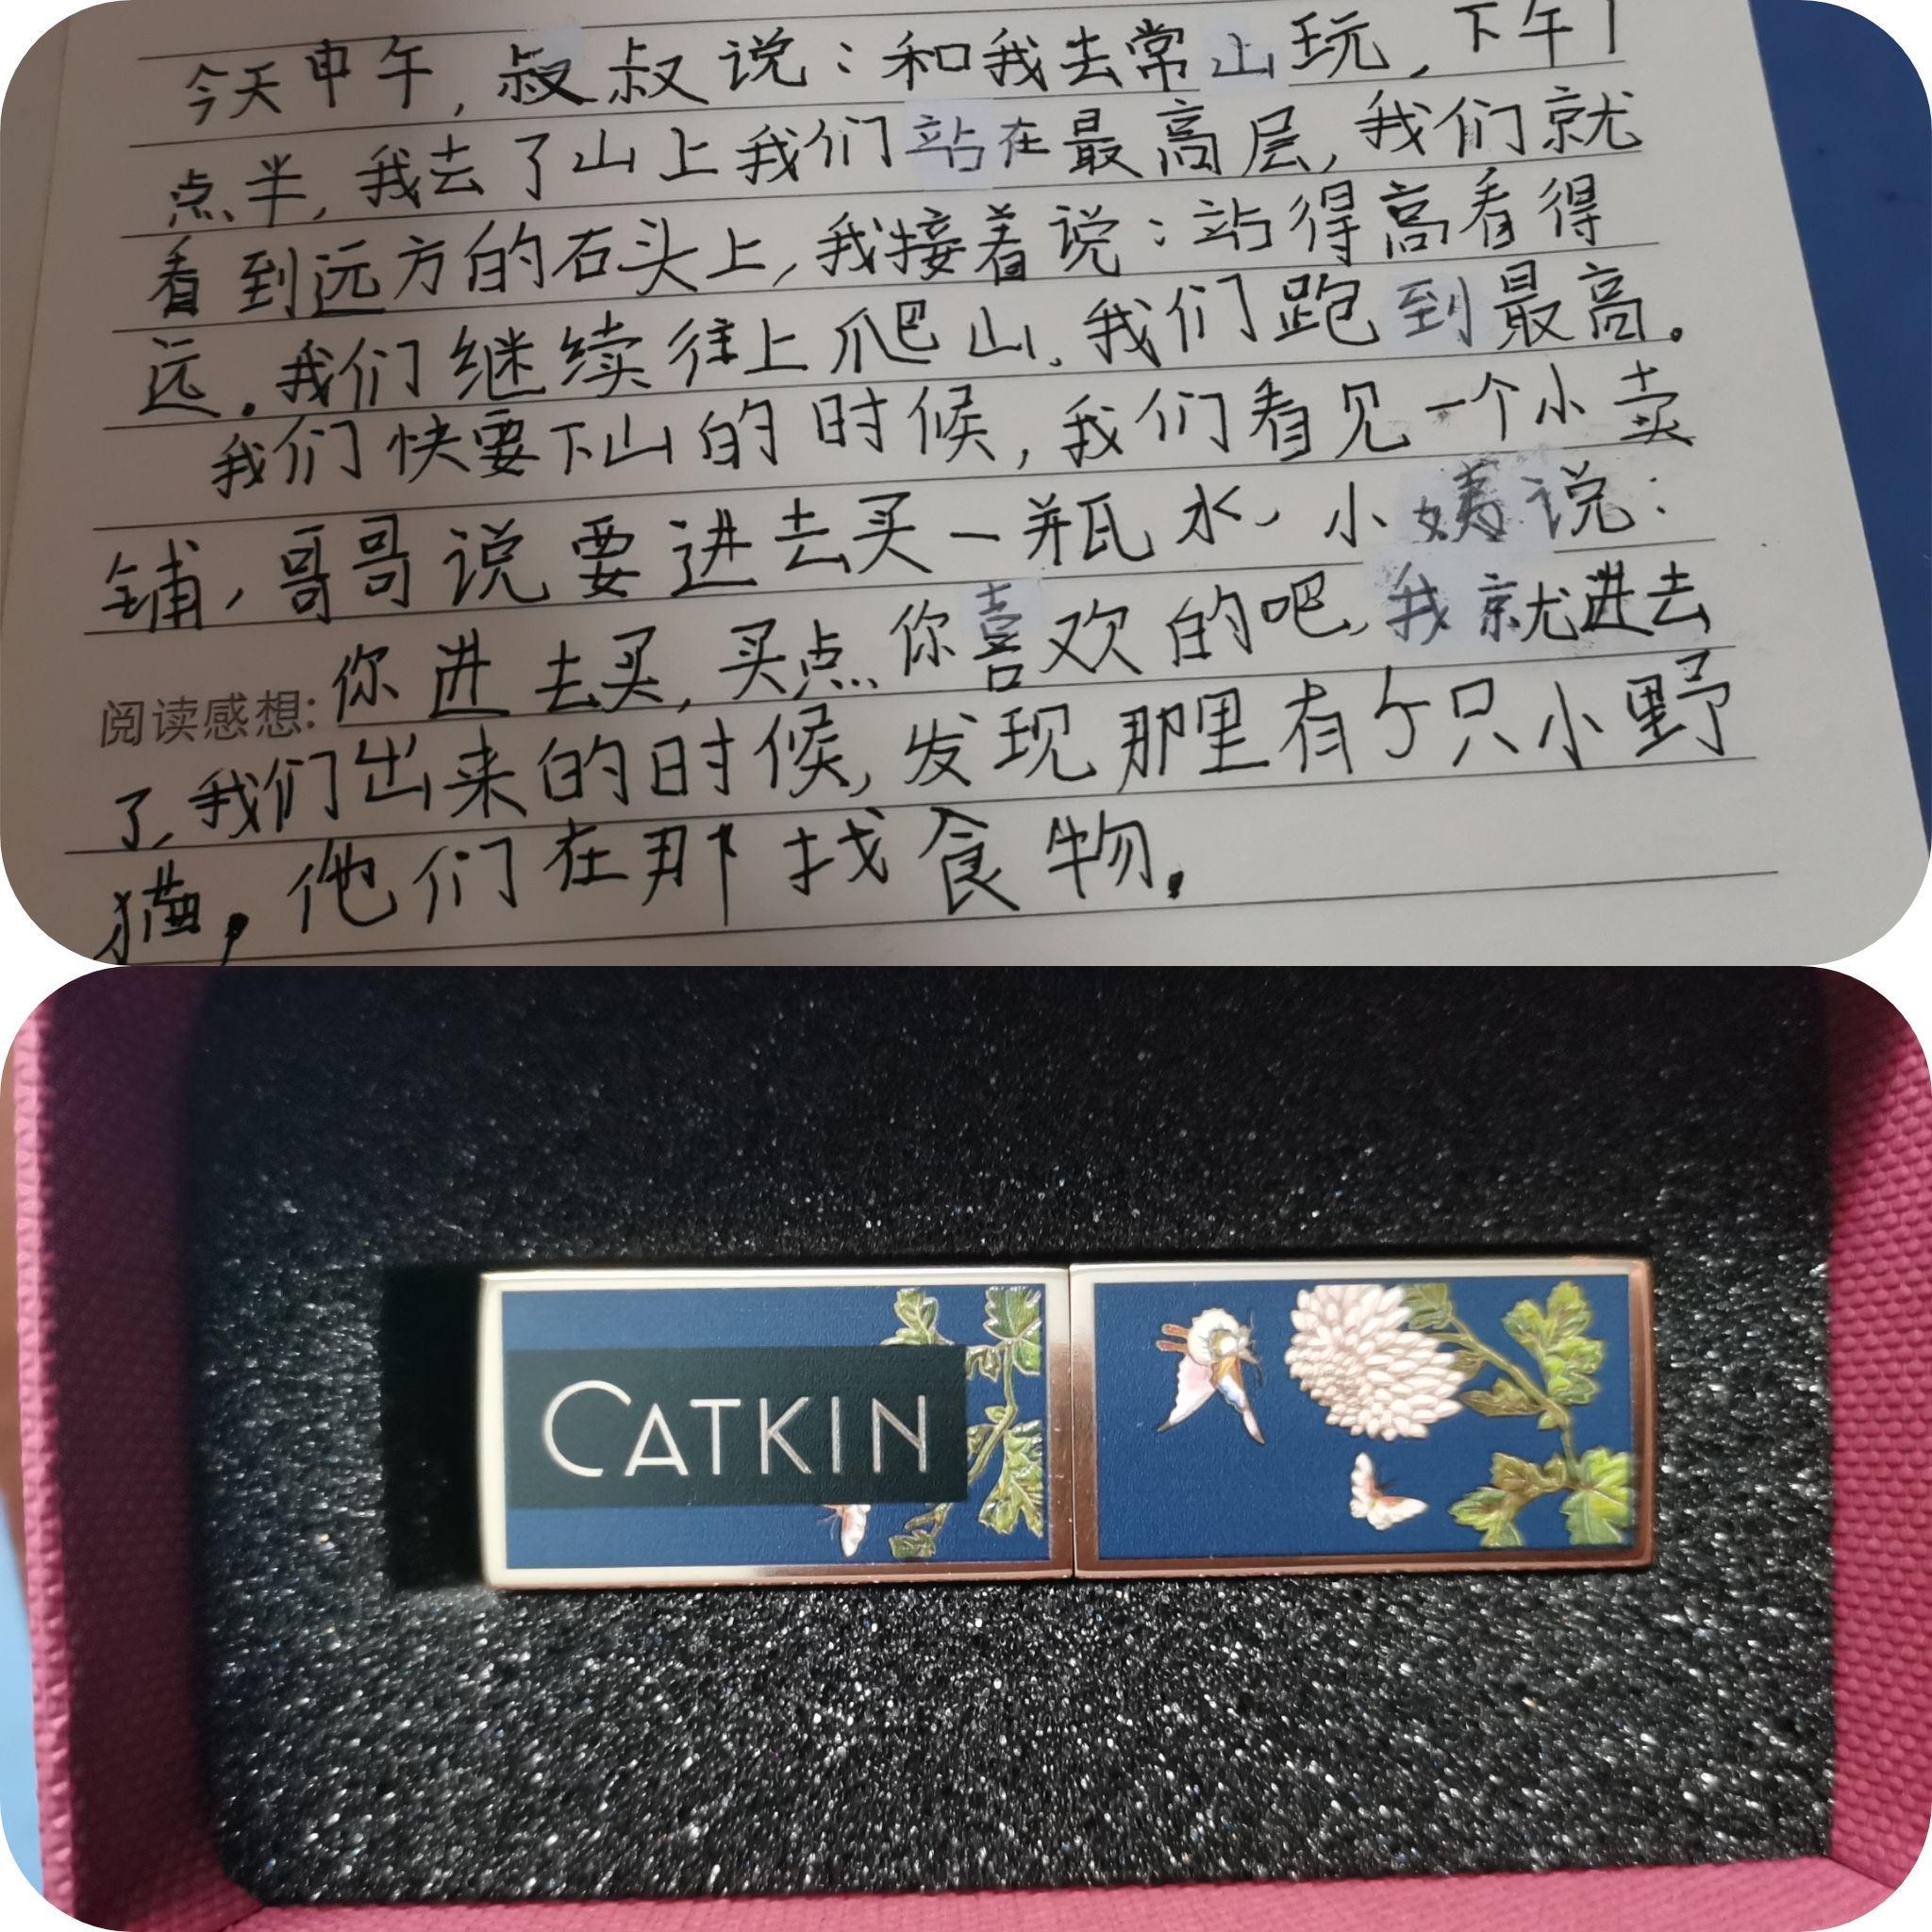 今天中午，叔叔说：和我去常山玩，下午1
点半，我去了山上我们站在最高层，我们就
看到远方的石头上，我接着说：站得高看得
远。我们继续往上爬山。我们跑到最高。
我们快要下山的时候，我们看见一个小卖
铺，哥哥说要进去买一瓶水，小姨说：
阅读感想: 你进去买，买点你喜欢的吧，我就进去
了，我们出来的时候，发现那里有个只小野
猫，他们在那找食物。
CATKIN